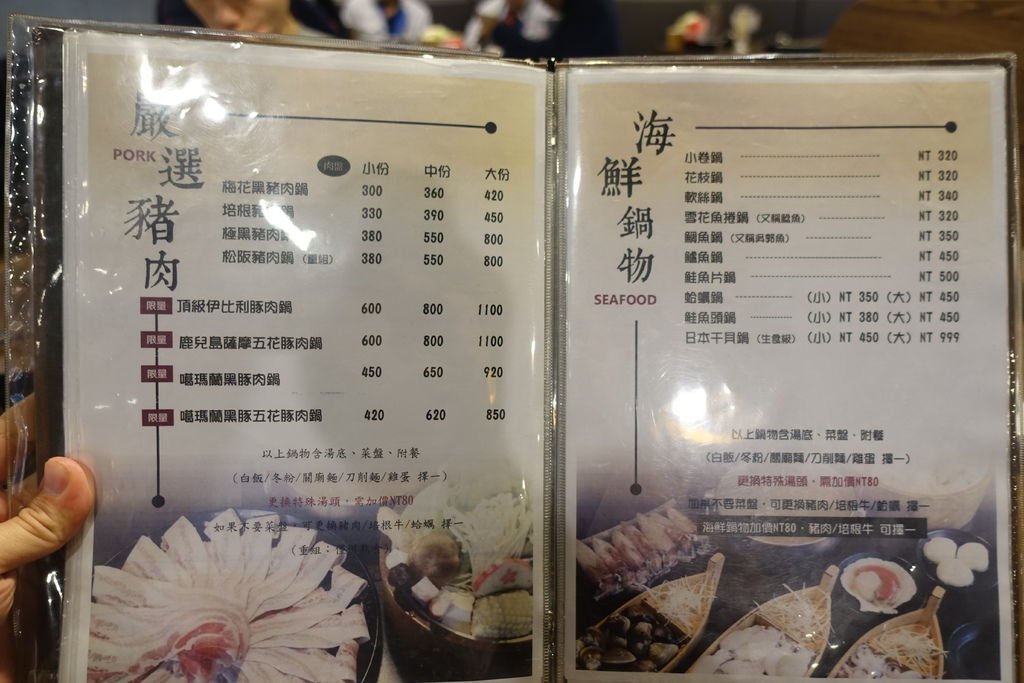 嚴選豬肉
PORK
肉盤 小份 中份 大份
梅花黑豬肉鍋 300 360 420
培根豬肉鍋 330 390 450
極黑豬肉鍋 380 550 800
松阪豬肉鍋 (重組) 380 550 800
限量 頂級伊比利豚肉鍋 600 800 1100
限量 鹿兒島薩摩五花豚肉鍋 600 800 1100
限量 噶瑪蘭黑豚肉鍋 450 650 920
限量 噶瑪蘭黑豚五花豚肉鍋 420 620 850
以上鍋物含湯底、菜盤、附餐
(白飯/冬粉/關廟麵/刀削麵/雞蛋 擇一)
更換特殊湯頭,需加價NT80
如果不要菜盤,可更換豬肉/培根牛/蛤蠣 擇一
(重組:
海鮮鍋物
SEAFOOD
小卷鍋 NT 320
花枝鍋 NT 320
軟絲鍋 NT 340
雪花魚捲鍋 (又稱鯰魚) NT 320
鯛魚鍋 (又稱吳郭魚) NT 350
鱸魚鍋 NT 450
鮭魚片鍋 NT 500
蛤蠣鍋 (小) NT 350 (大) NT 450
鮭魚頭鍋 (小) NT 380 (大) NT 450
日本干貝鍋 (生食級) (小) NT 450 (大) NT 999
以上鍋物含湯底、菜盤、附餐
(白飯/冬粉/關廟麵/刀削麵/雞蛋 擇一)
更換特殊湯頭,需加價NT80
如果不要菜盤,可更換豬肉/培根牛/蛤蠣 擇一
海鮮鍋物加價NT80,豬肉/培根牛 可擇一